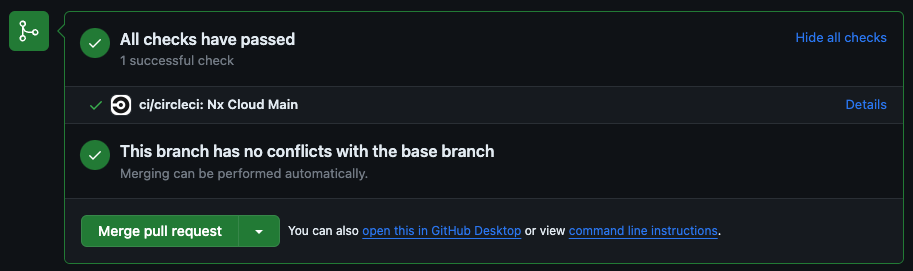 All checks have passed
Hide all checks
1 successful check
ci/circleci: Nx Cloud Main
Details
This branch has no conflicts with the base branch
Merging can be performed automatically.
Merge pull request
You can also open this in GitHub Desktop or view command line instructions.